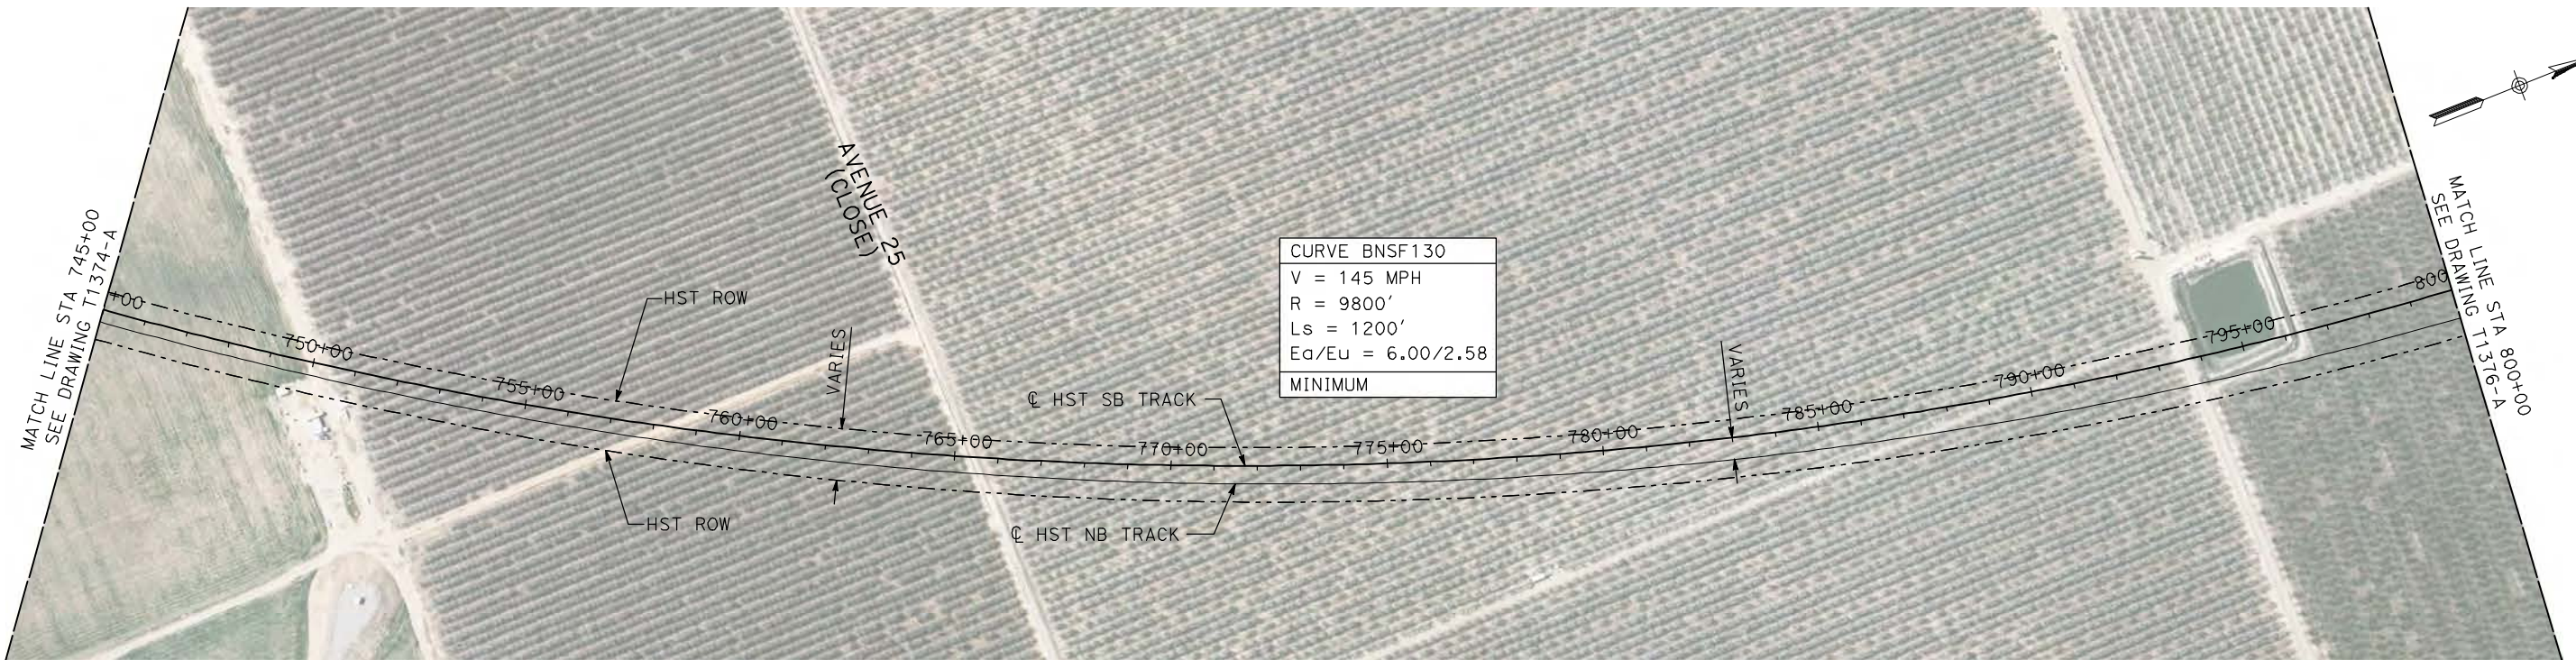 MATCH LINE STA 745+00
SEE DRAWING T1374-A
+00
750+00
755+00
760+00
765+00
770+00
775+00
780+00
785+00
790+00
795+00
800
HST ROW
HST ROW
VARIES
VARIES
AVENUE 25
(CLOSE)
℄ HST SB TRACK
℄ HST NB TRACK
CURVE BNSF130
V = 145 MPH
R = 9800'
Ls = 1200'
Ea/Eu = 6.00/2.58
MINIMUM
MATCH LINE STA 800+00
SEE DRAWING T1376-A